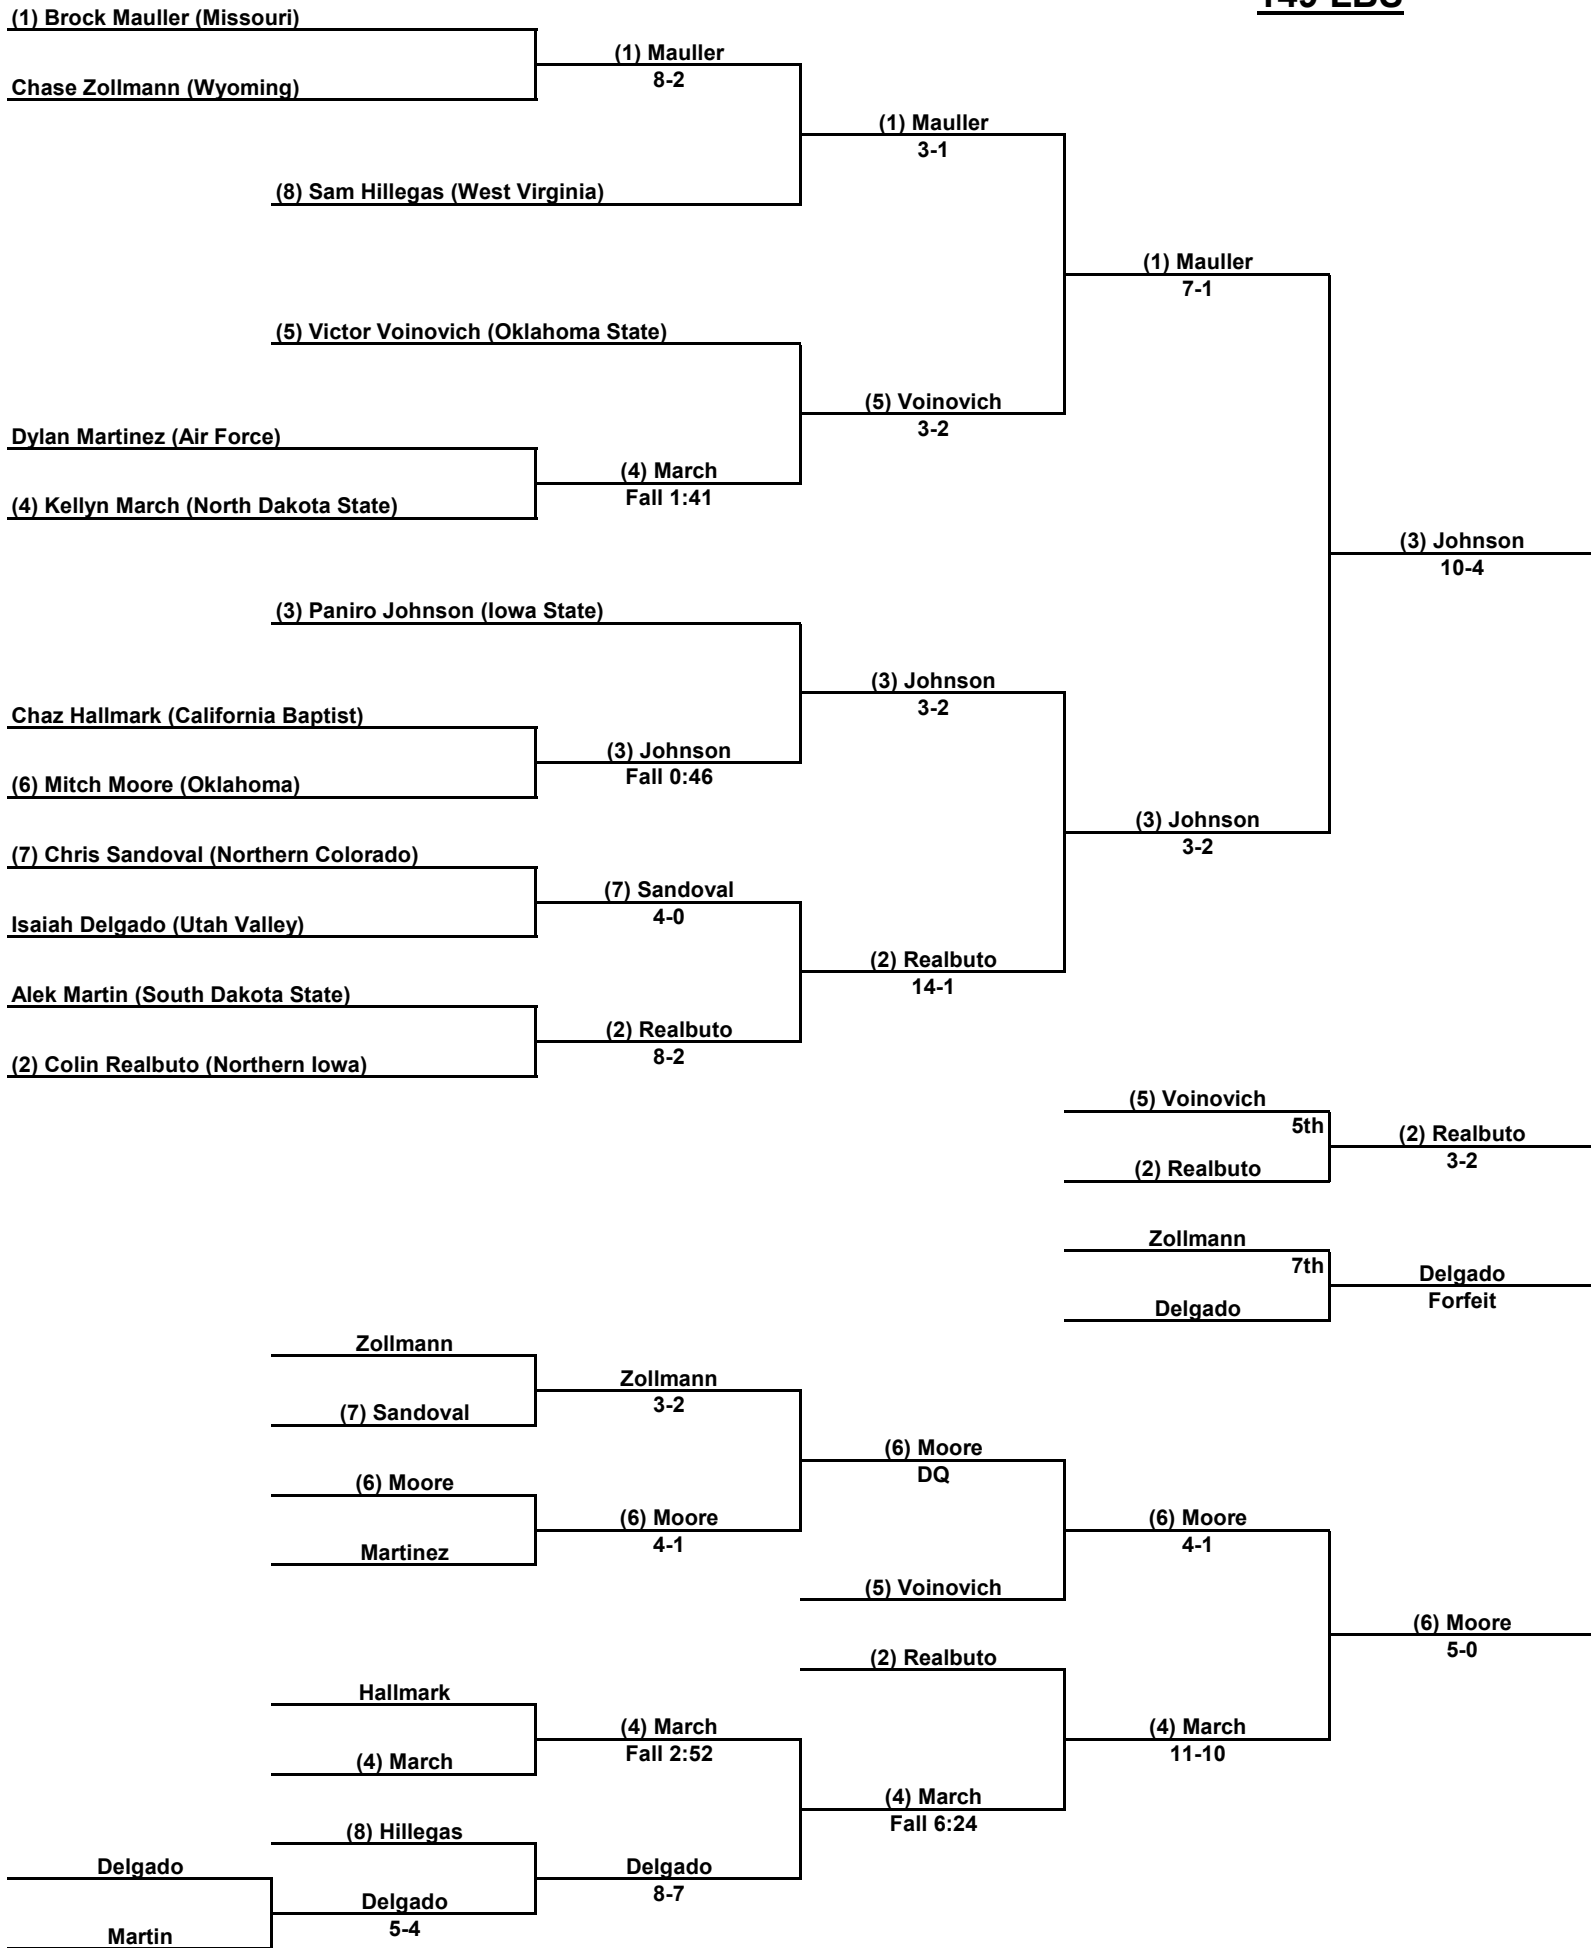 149 LBS
(1) Brock Mauller (Missouri)
(1) Mauller
8-2
Chase Zollmann (Wyoming)
(1) Mauller
3-1
(8) Sam Hillegas (West Virginia)
(1) Mauller
7-1
(5) Victor Voinovich (Oklahoma State)
(5) Voinovich
3-2
Dylan Martinez (Air Force)
(4) March
Fall 1:41
(4) Kellyn March (North Dakota State)
(3) Johnson
10-4
(3) Paniro Johnson (Iowa State)
(3) Johnson
3-2
Chaz Hallmark (California Baptist)
(3) Johnson
Fall 0:46
(6) Mitch Moore (Oklahoma)
(3) Johnson
3-2
(7) Chris Sandoval (Northern Colorado)
(7) Sandoval
4-0
Isaiah Delgado (Utah Valley)
(2) Realbuto
14-1
Alek Martin (South Dakota State)
(2) Realbuto
8-2
(2) Colin Realbuto (Northern Iowa)
(5) Voinovich
5th
(2) Realbuto
3-2
(2) Realbuto
Zollmann
7th
Delgado
Forfeit
Delgado
Zollmann
Zollmann
3-2
(7) Sandoval
(6) Moore
DQ
(6) Moore
(6) Moore
4-1
Martinez
(6) Moore
4-1
(5) Voinovich
(6) Moore
5-0
(2) Realbuto
Hallmark
(4) March
Fall 2:52
(4) March
(4) March
11-10
(4) March
Fall 6:24
(8) Hillegas
Delgado
Delgado
8-7
Delgado
5-4
Martin